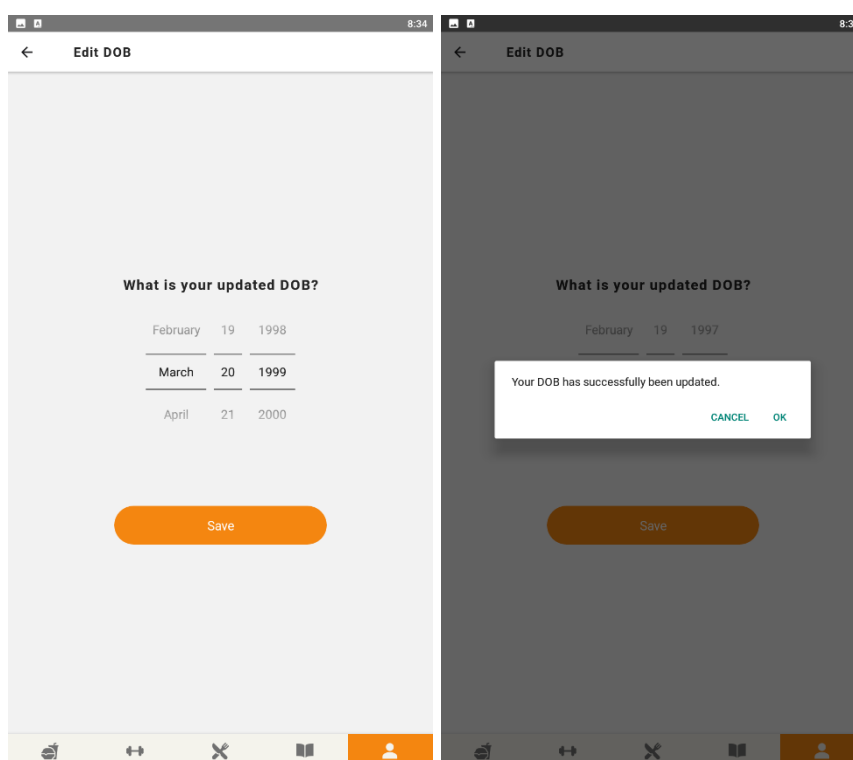 8:34
Edit DOB
What is your updated DOB?
February 19 1998
March 20 1999
April 21 2000
Save
8:3
Edit DOB
What is your updated DOB?
February 19 1997
Your DOB has successfully been updated.
CANCEL OK
Save